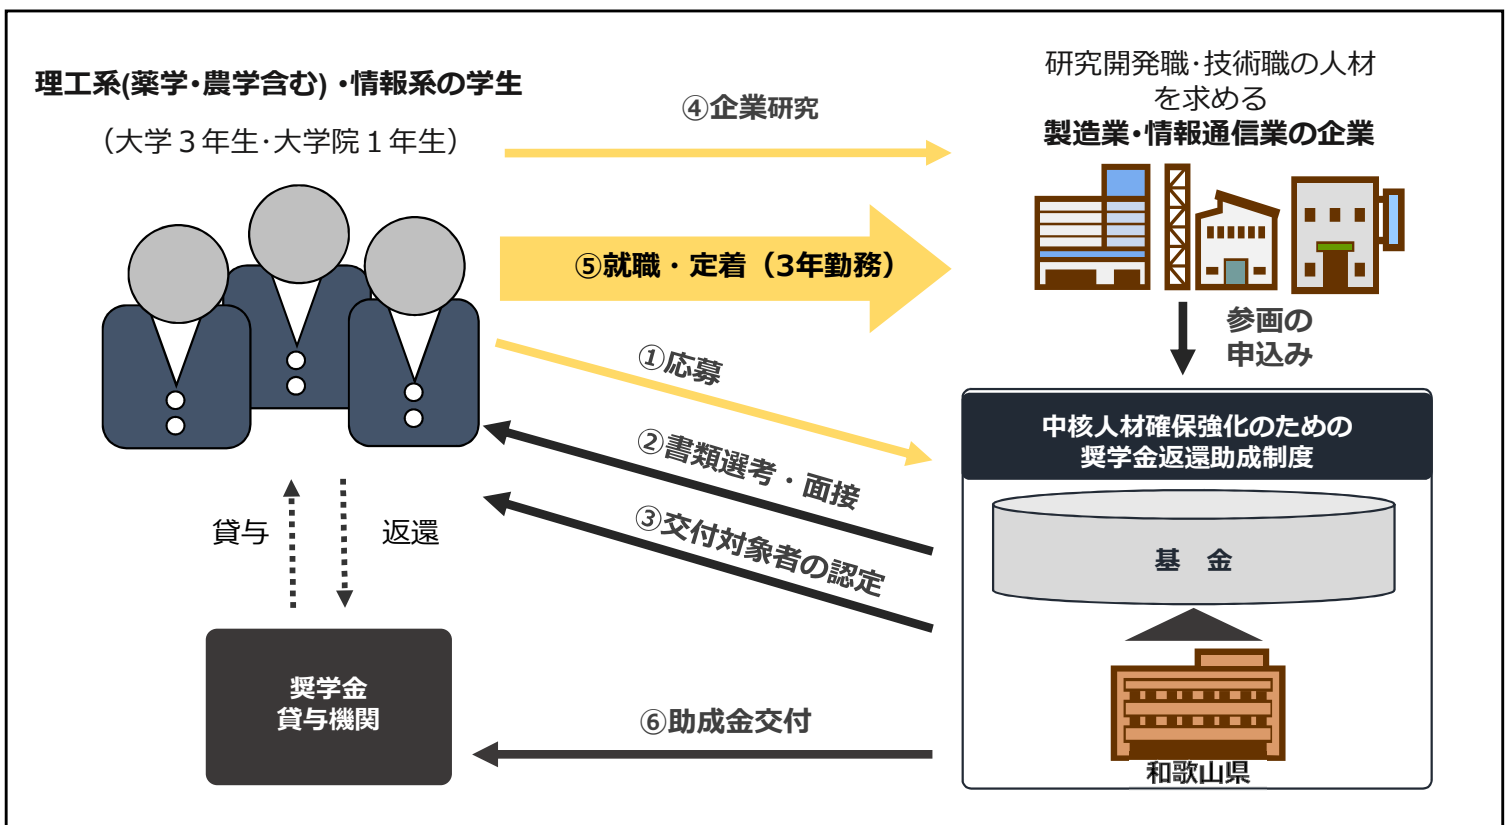 理工系(薬学・農学含む)・情報系の学生
（大学３年生・大学院１年生）
④企業研究
研究開発職・技術職の人材
を求める
製造業・情報通信業の企業
⑤就職・定着（3年勤務）
参画の
申込み
①応募
②書類選考・面接
③交付対象者の認定
中核人材確保強化のための
奨学金返還助成制度
基　金
貸与
返還
奨学金
貸与機関
⑥助成金交付
和歌山県